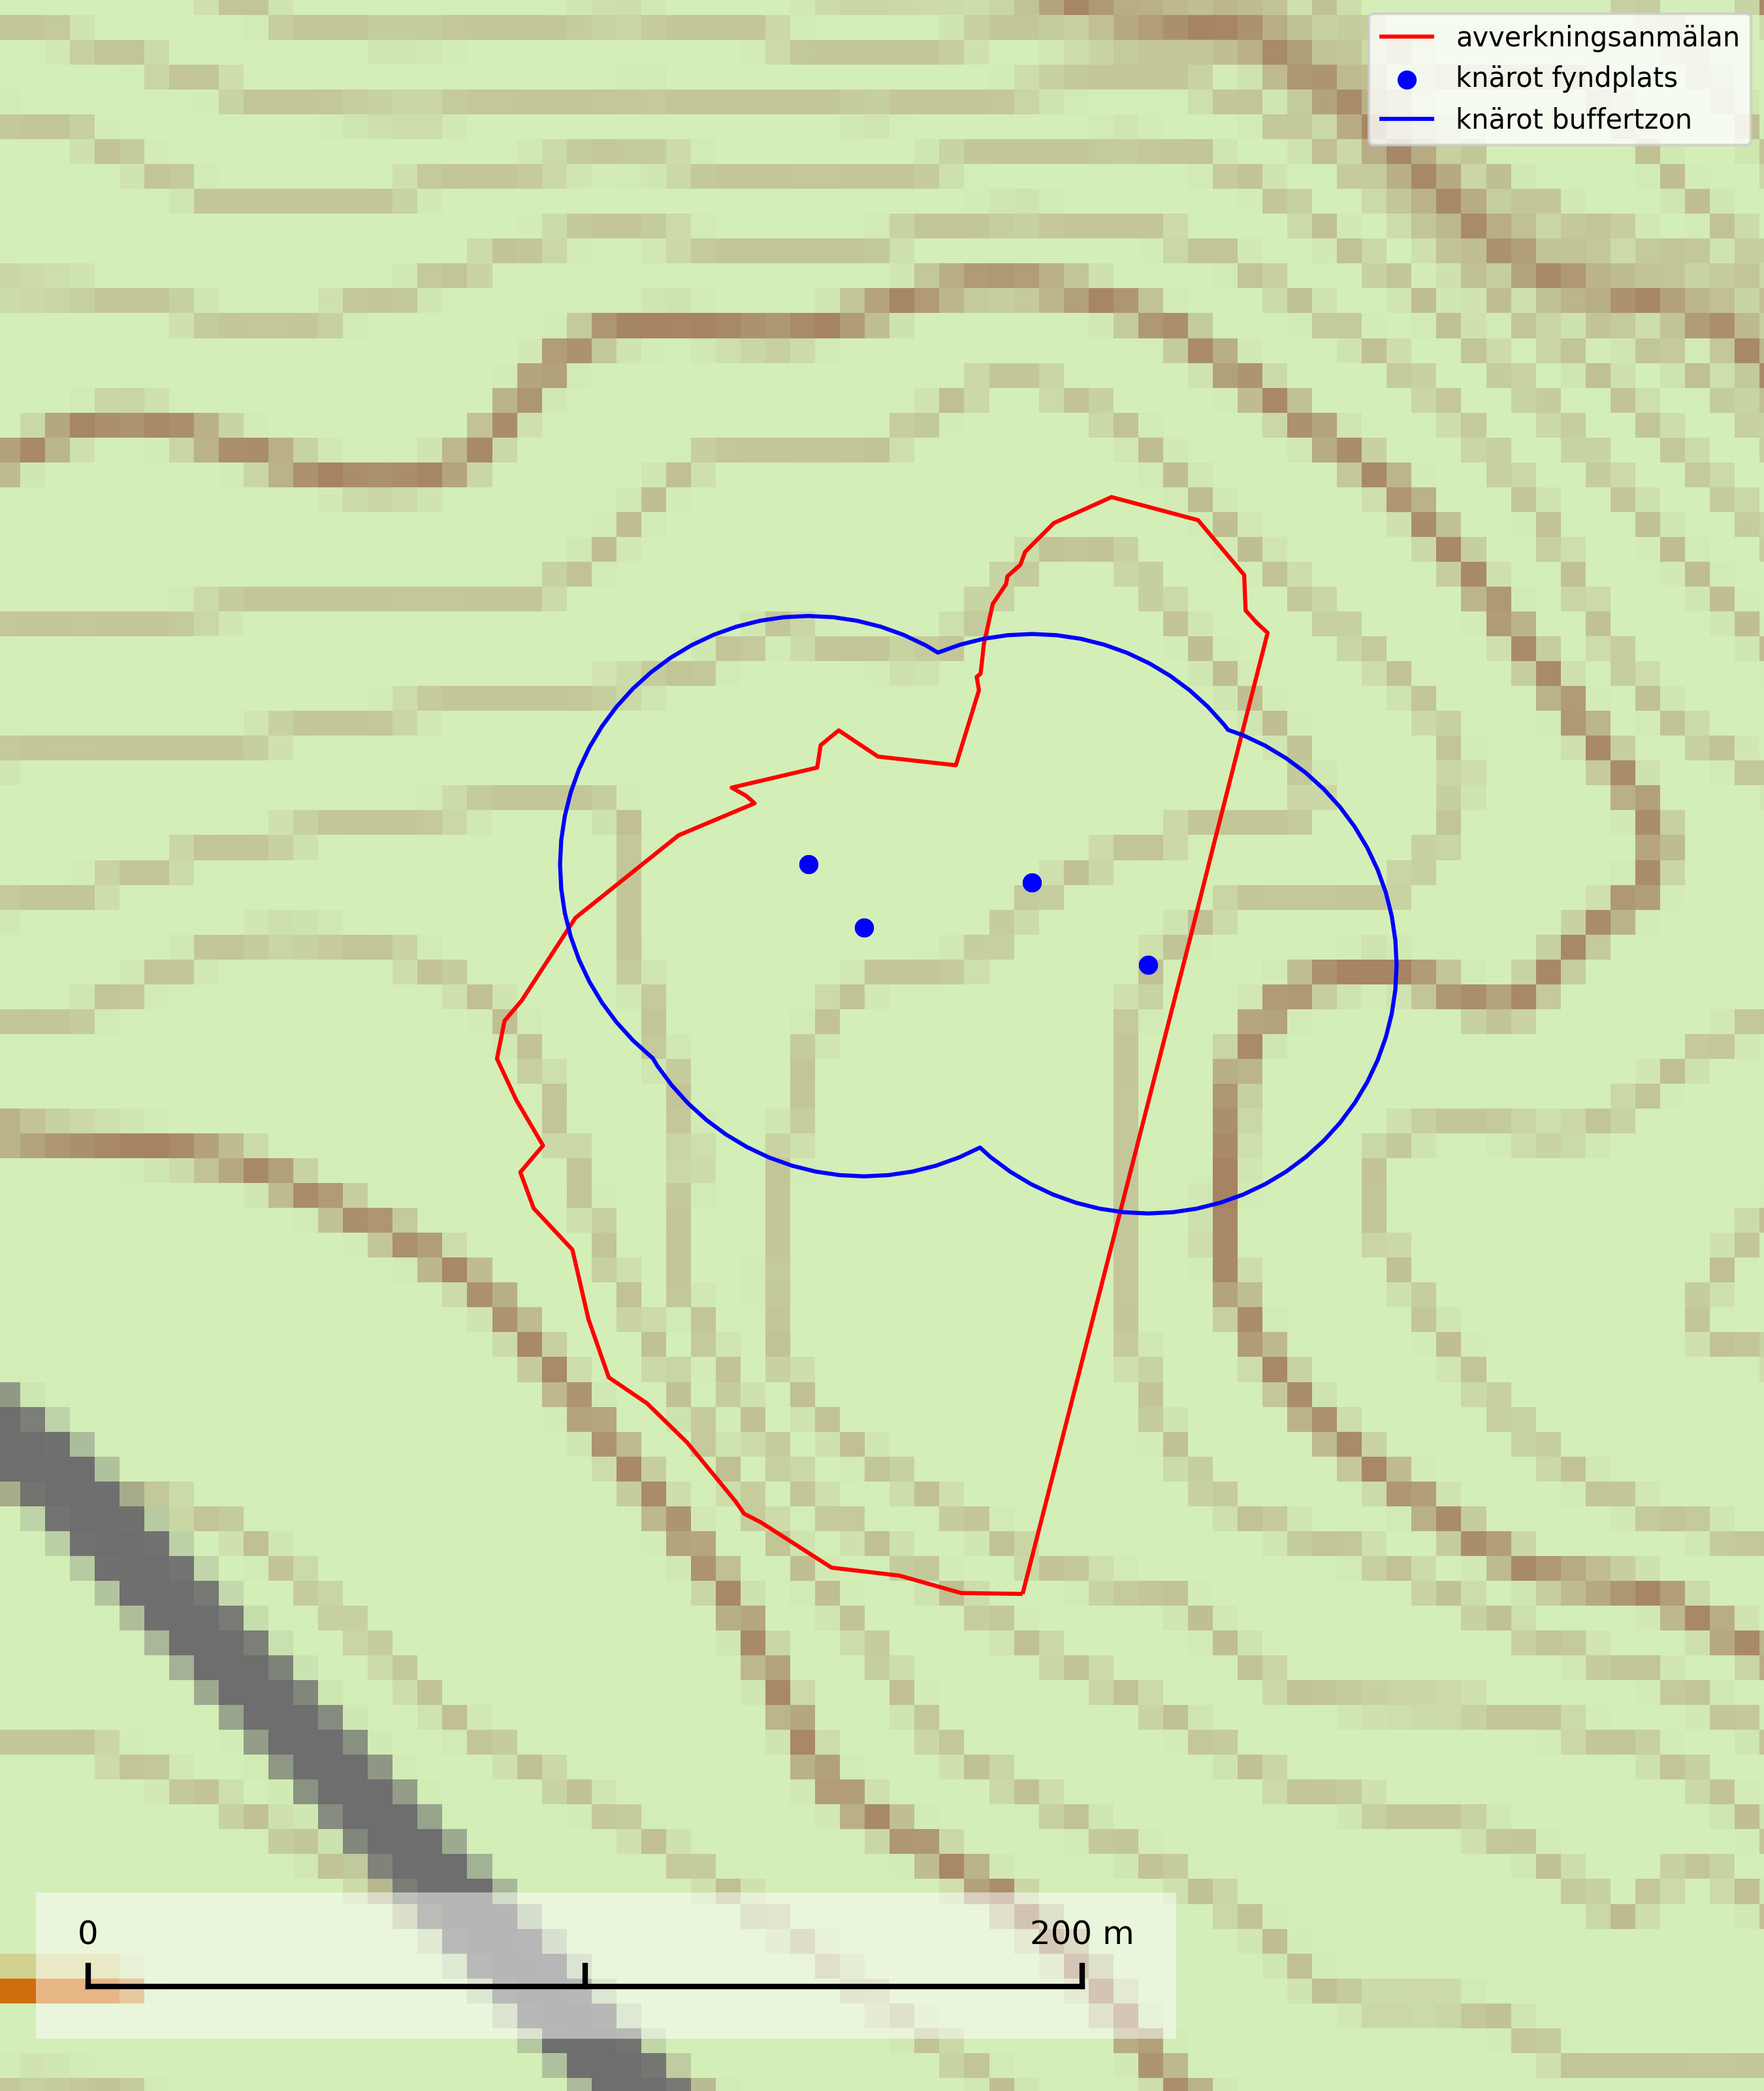 avverkningsanmälan
knärot fyndplats
knärot buffertzon
0 200 m